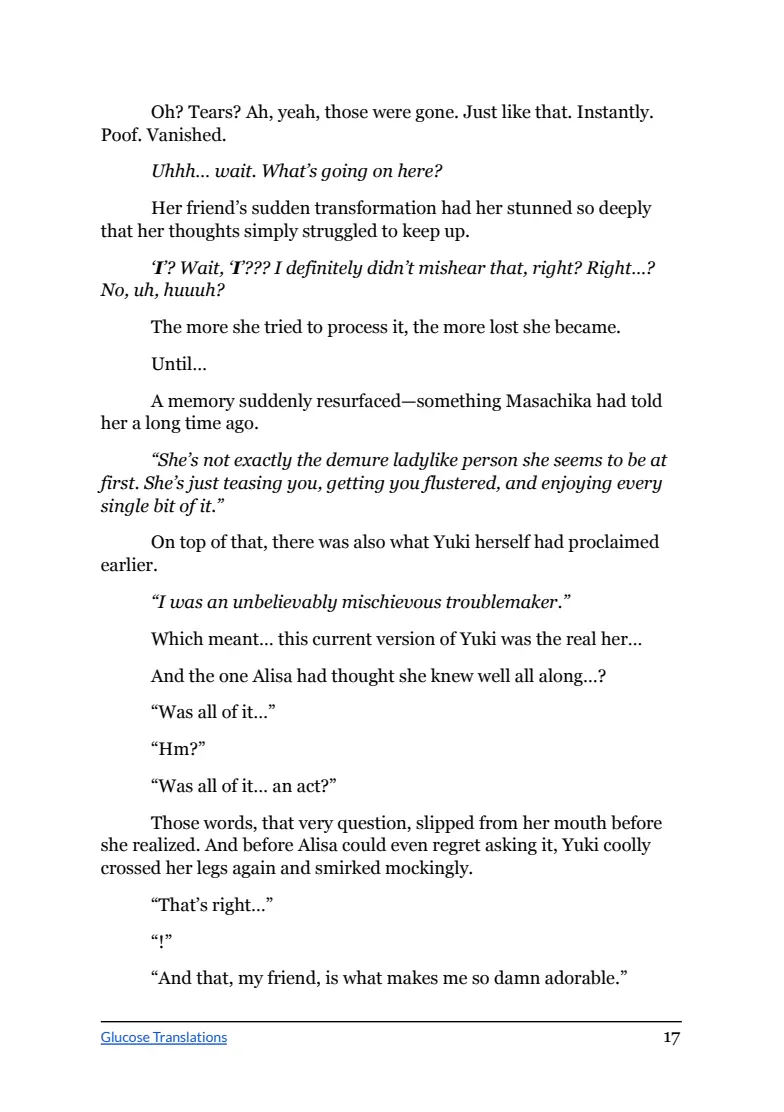 Oh? Tears? Ah, yeah, those were gone. Just like that. Instantly.
Poof. Vanished.
Uhhh… wait. What’s going on here?
Her friend’s sudden transformation had her stunned so deeply
that her thoughts simply struggled to keep up.
‘I’? Wait, ‘I’??? I definitely didn’t mishear that, right? Right…?
No, uh, huuuh?
The more she tried to process it, the more lost she became.
Until…
A memory suddenly resurfaced—something Masachika had told
her a long time ago.
“She’s not exactly the demure ladylike person she seems to be at
first. She’s just teasing you, getting you flustered, and enjoying every
single bit of it.”
On top of that, there was also what Yuki herself had proclaimed
earlier.
“I was an unbelievably mischievous troublemaker.”
Which meant… this current version of Yuki was the real her…
And the one Alisa had thought she knew well all along…?
“Was all of it…”
“Hm?”
“Was all of it… an act?”
Those words, that very question, slipped from her mouth before
she realized. And before Alisa could even regret asking it, Yuki coolly
crossed her legs again and smirked mockingly.
“That’s right…”
“!”
“And that, my friend, is what makes me so damn adorable.”
Glucose Translations 17